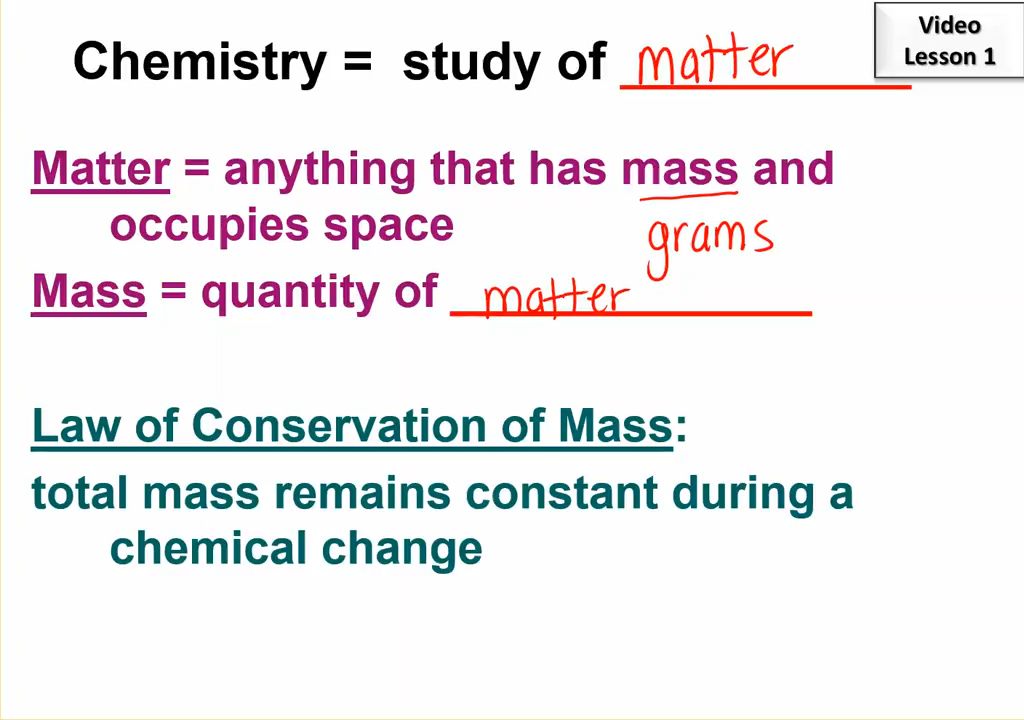 Video
Lesson 1
Chemistry = study of matter
Matter = anything that has mass and
occupies space
grams
Mass = quantity of matter
Law of Conservation of Mass:
total mass remains constant during a
chemical change